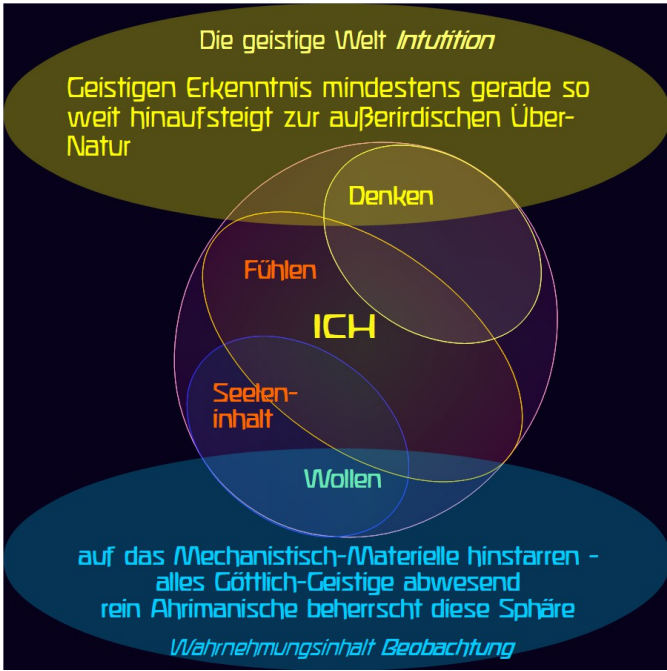 Die geistige Welt Intutition
Geistigen Erkenntnis mindestens gerade so
weit hinaufsteigt zur außerirdischen Über-
Natur
Denken
Fühlen
ICH
Seelen-
inhalt
Wollen
auf das Mechanistisch-Materielle hinstarren -
alles Göttlich-Geistige abwesend
rein Ahrimanische beherrscht diese Sphäre
Wahrnehmungsinhalt Beobachtung